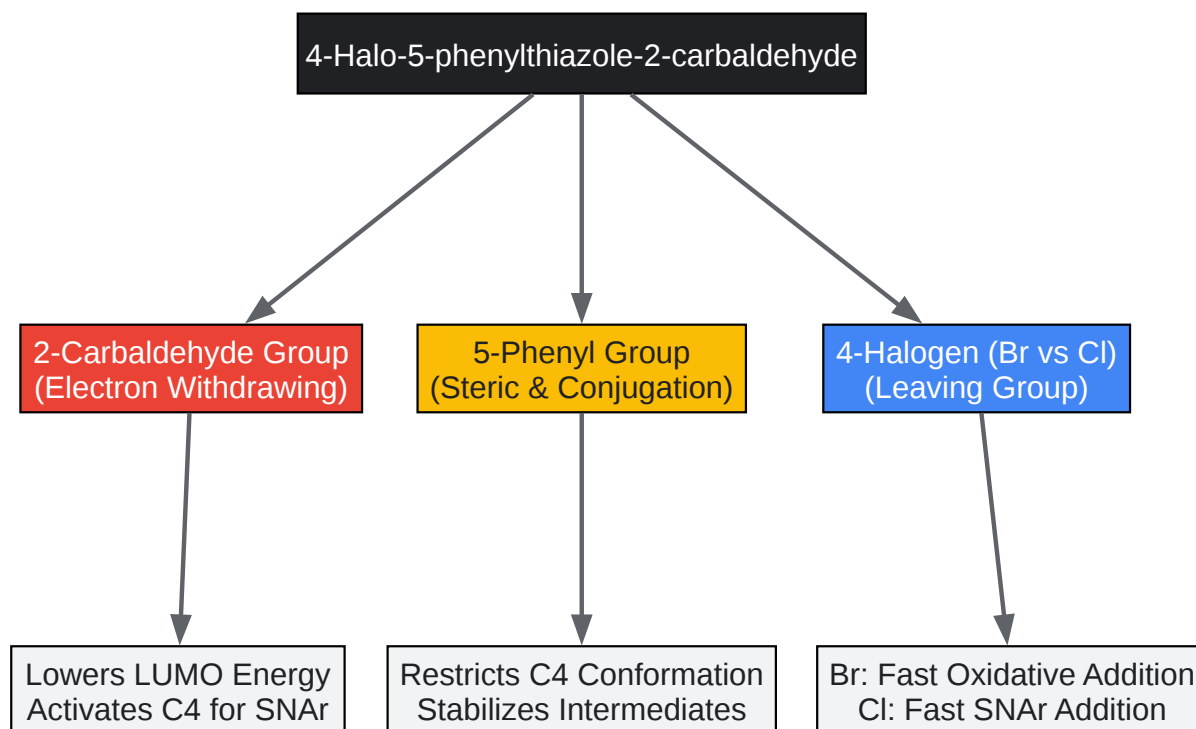 4-Halo-5-phenylthiazole-2-carbaldehyde
2-Carbaldehyde Group
(Electron Withdrawing)
5-Phenyl Group
(Steric & Conjugation)
4-Halogen (Br vs Cl)
(Leaving Group)
Lowers LUMO Energy
Activates C4 for SNAr
Restricts C4 Conformation
Stabilizes Intermediates
Br: Fast Oxidative Addition
Cl: Fast SNAr Addition